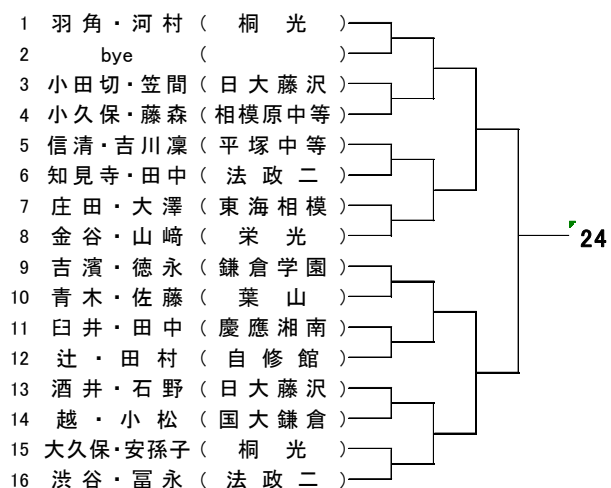 1 羽角・河村 ( 桐光 )
2 bye ( )
3 小田切・笠間 ( 日大藤沢 )
4 小久保・藤森 ( 相模原中等 )
5 信清・吉川凜 ( 平塚中等 )
6 知見寺・田中 ( 法政二 )
7 庄田・大澤 ( 東海相模 )
8 金谷・山﨑 ( 栄光 )
24
9 吉濱・徳永 ( 鎌倉学園 )
10 青木・佐藤 ( 葉山 )
11 臼井・田中 ( 慶應湘南 )
12 辻・田村 ( 自修館 )
13 酒井・石野 ( 日大藤沢 )
14 越・小松 ( 国大鎌倉 )
15 大久保・安孫子 ( 桐光 )
16 渋谷・冨永 ( 法政二 )